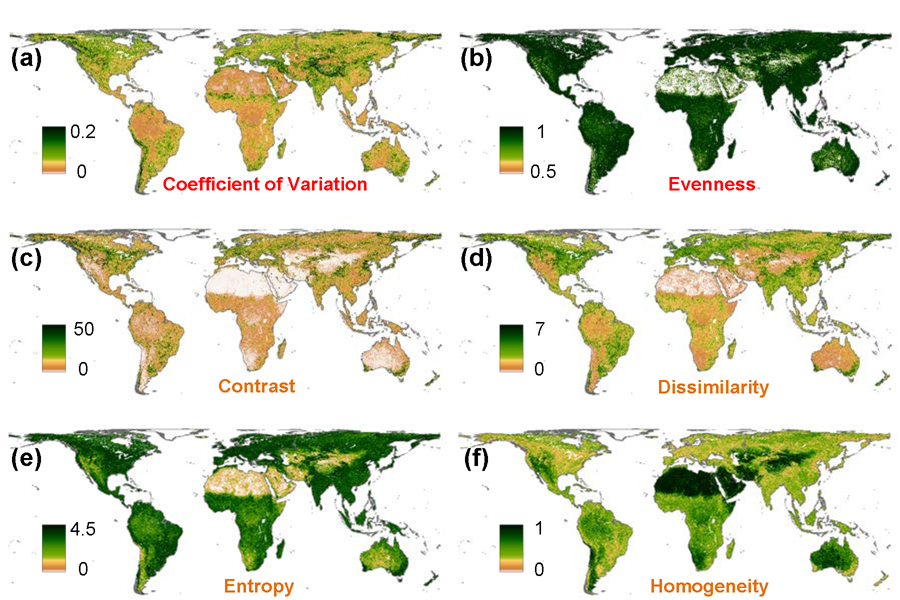 (a)
0.2
0
Coefficient of Variation
(b)
1
0.5
Evenness
(c)
50
0
Contrast
(d)
7
0
Dissimilarity
(e)
4.5
0
Entropy
(f)
1
0
Homogeneity